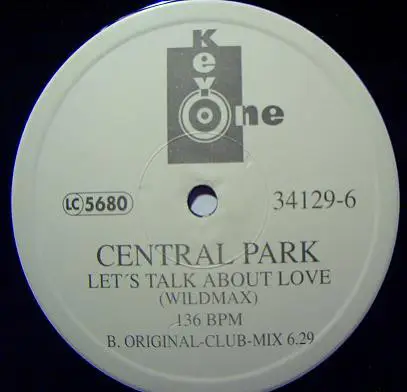 Key One
LC 5680
34129-6
CENTRAL PARK
LET´S TALK ABOUT LOVE
(WILDMAX)
136 BPM
B. ORIGINAL-CLUB-MIX 6.29